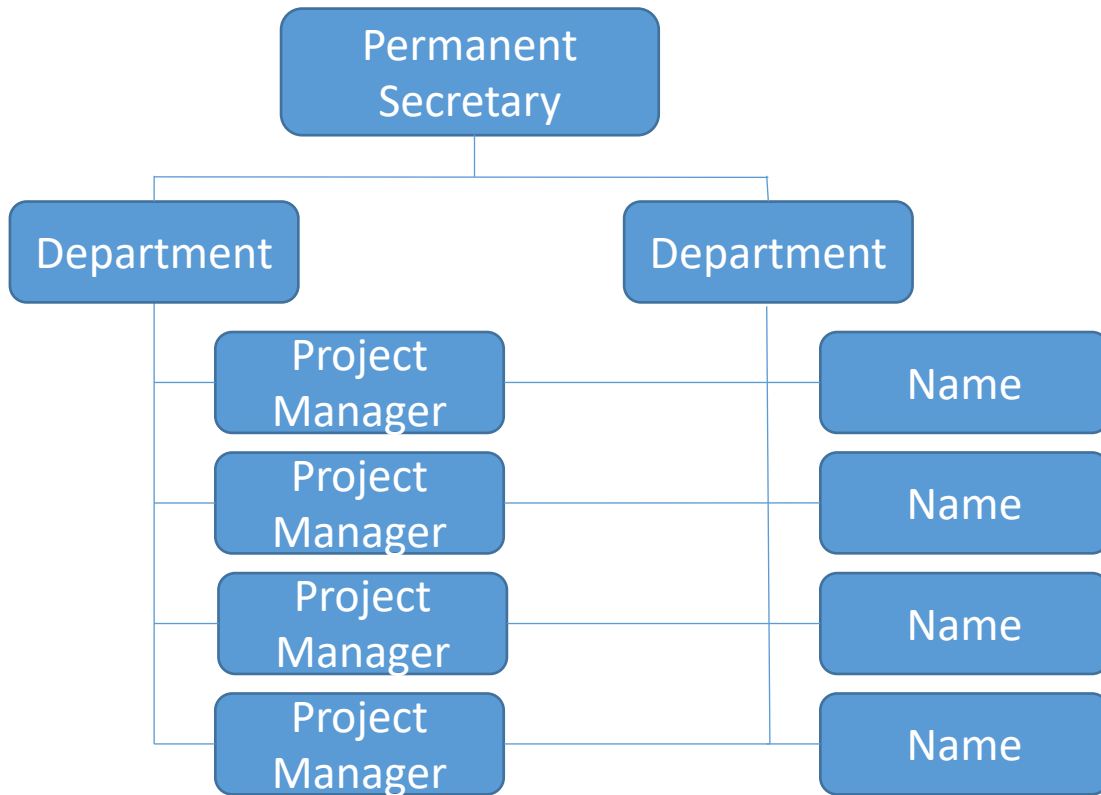 Permanent
Secretary
Department
Department
Project
Manager
Name
Project
Manager
Name
Project
Manager
Name
Project
Manager
Name